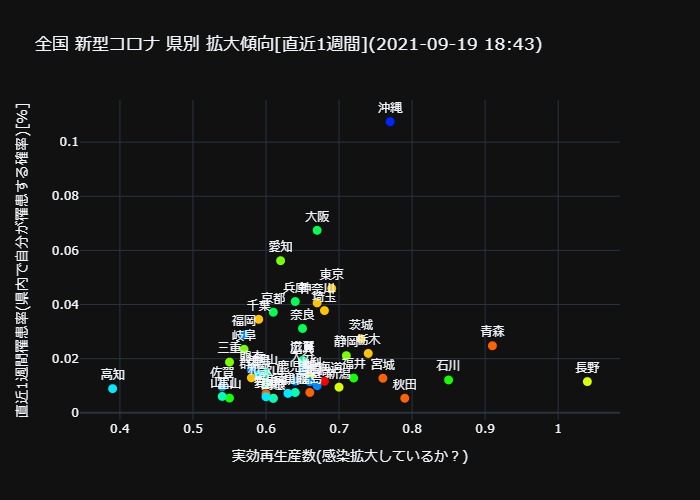 全国 新型コロナ 県別 拡大傾向[直近1週間](2021-09-19 18:43)
直近1週間罹患率(県内で自分が罹患する確率)[%]
0.1
0.08
0.06
0.04
0.02
0
沖縄
大阪
愛知
東京
兵庫
神奈川
京都
埼玉
千葉
奈良
福岡
茨城
栃木
青森
岐阜
三重
静岡
佐賀
高知
福井
宮城
石川
長野
新潟
秋田
0.4
0.5
0.6
0.7
0.8
0.9
1
実効再生産数(感染拡大しているか？)